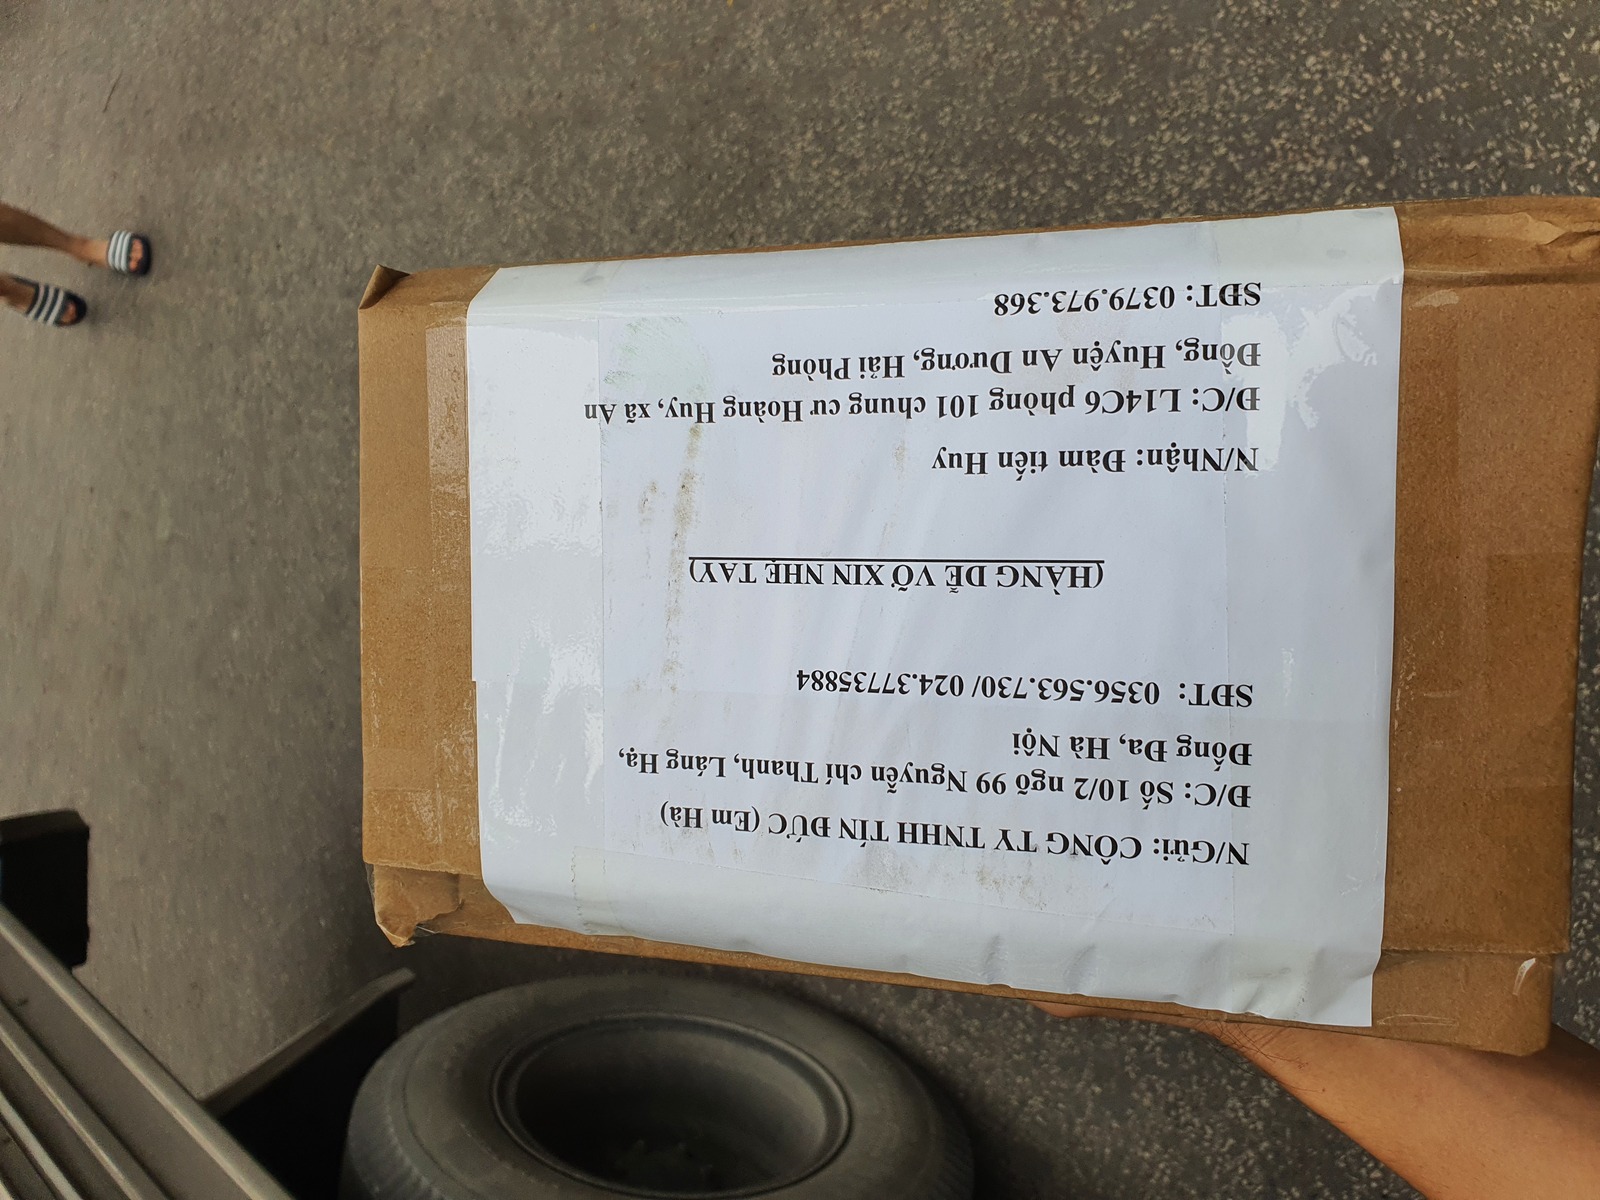 N/Gửi: CÔNG TY TNHH TÍN ĐỨC (Em Hà)
Đ/C: Số 10/2 ngõ 99 Nguyễn chí Thanh, Láng Hạ,
Đống Đa, Hà Nội
SĐT: 0356.563.730/ 024.37735884
(HÀNG DỄ VỠ XIN NHẸ TAY)
N/Nhận: Đàm tiến Huy
Đ/C: L14C6 phòng 101 chung cư Hoàng Huy, xã An
Đồng, Huyện An Dương, Hải Phòng
SĐT: 0379.973.368